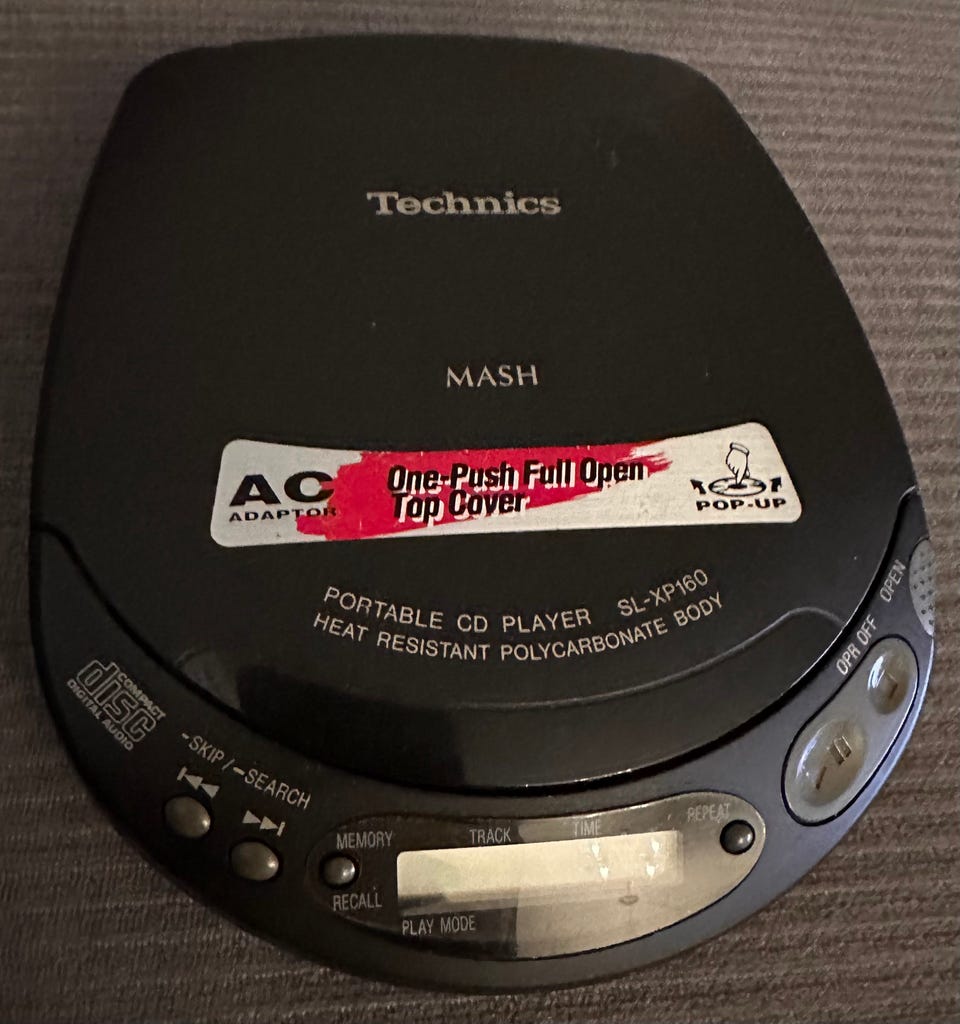 Technics
MASH
AC
ADAPTOR
One-Push Full Open
Top Cover
POP-UP
PORTABLE CD PLAYER SL-XP160
HEAT RESISTANT POLYCARBONATE BODY
OPEN
OPR OFF
COMPACT
disc
DIGITAL AUDIO
-SKIP/-SEARCH
MEMORY
TRACK
TIME
REPEAT
RECALL
PLAY MODE